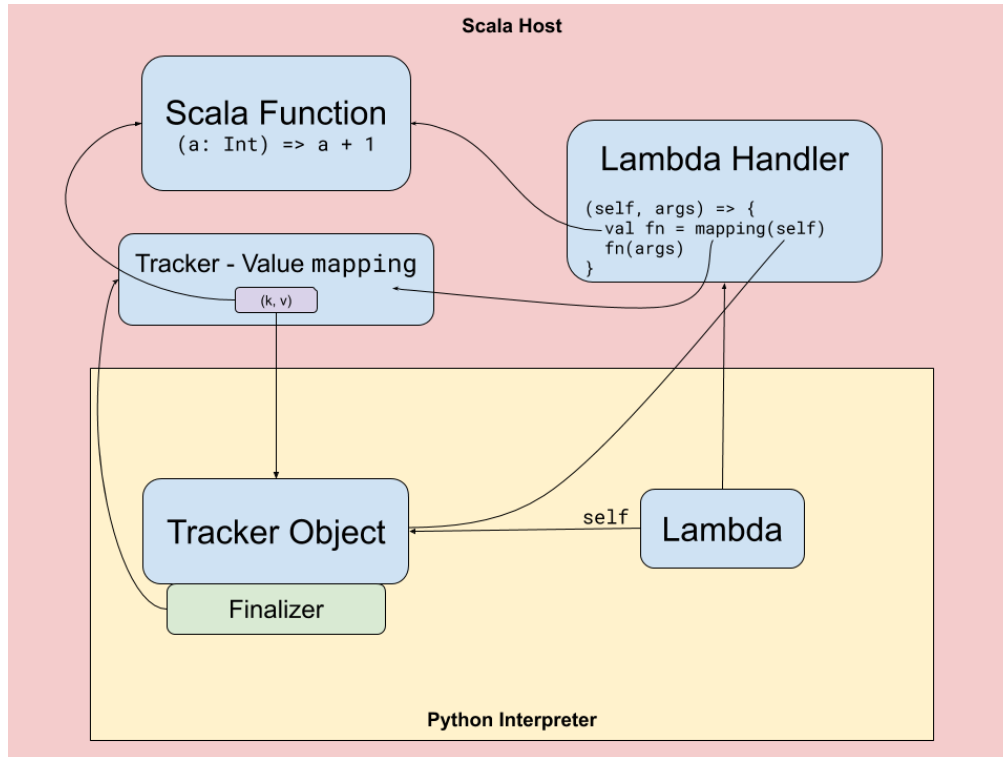 Scala Host
Scala Function
(a: Int) => a + 1
Lambda Handler
(self, args) => {
val fn = mapping(self)
fn(args)
}
Tracker - Value mapping
(k, v)
Tracker Object
self
Lambda
Finalizer
Python Interpreter